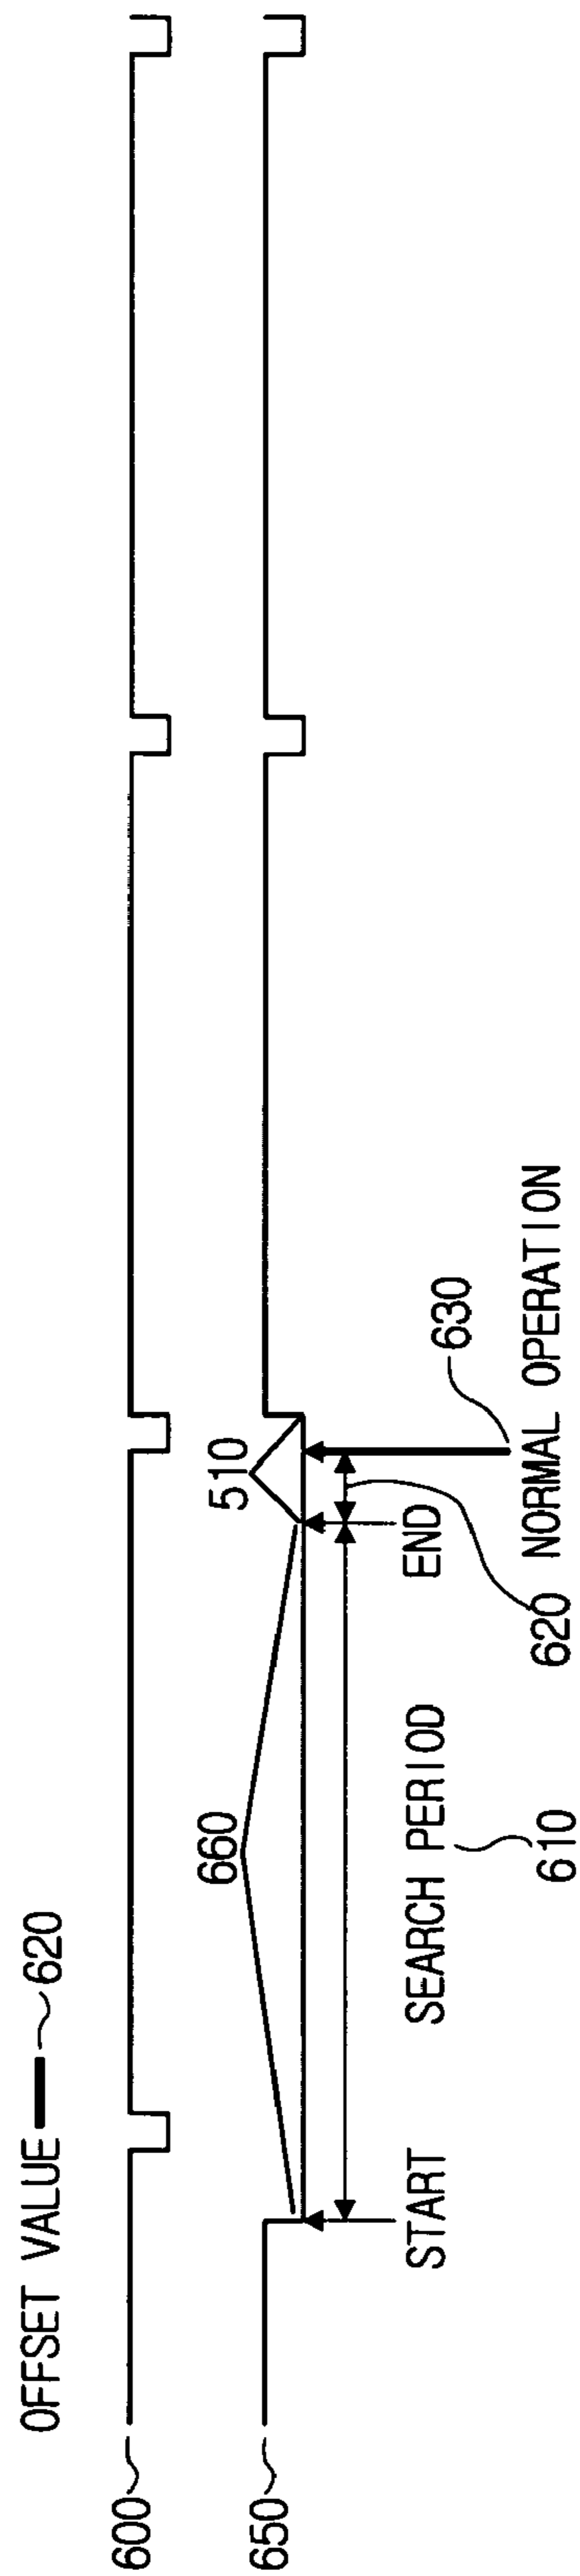 OFFSET VALUE 620
600
650
660
510
START
END
630
SEARCH PERIOD
620
NORMAL OPERATION
610